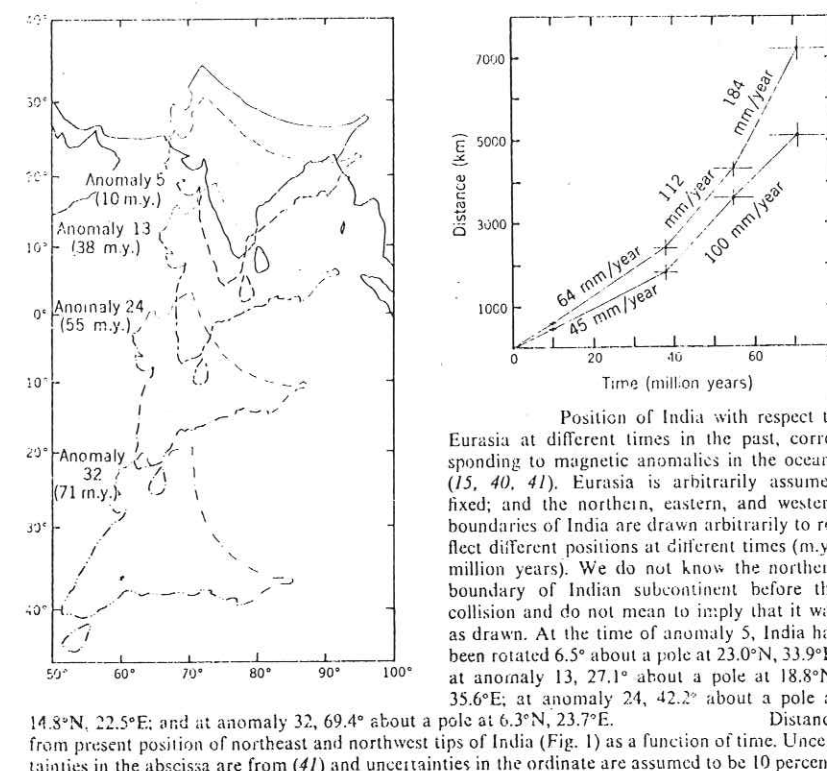 40°
30°
20°
10°
0°
10°
20°
30°
40°
50° 60° 70° 80° 90° 100°
Anomaly 5
(10 m.y.)
Anomaly 13
(38 m.y.)
Anomaly 24
(55 m.y.)
Anomaly
32
(71 m.y.)
7000
5000
3000
1000
Distance (km)
0 20 40 60
Time (million years)
184
mm/year
112
mm/year
64 mm/year
45 mm/year
100 mm/year
Position of India with respect t
Eurasia at different times in the past, corre
sponding to magnetic anomalies in the ocean
(15, 40, 41). Eurasia is arbitrarily assume
fixed; and the northern, eastern, and wester
boundaries of India are drawn arbitrarily to re
flect different positions at different times (m.y.
million years). We do not know the northern
boundary of Indian subcontinent before th
collision and do not mean to imply that it wa
as drawn. At the time of anomaly 5, India ha
been rotated 6.5° about a pole at 23.0°N, 33.9°E
at anomaly 13, 27.1° about a pole at 18.8°N
35.6°E; at anomaly 24, 42.2° about a pole a
14.8°N, 22.5°E; and at anomaly 32, 69.4° about a pole at 6.3°N, 23.7°E. Distanc
from present position of northeast and northwest tips of India (Fig. 1) as a function of time. Uncer
tainties in the abscissa are from (41) and uncertainties in the ordinate are assumed to be 10 percen